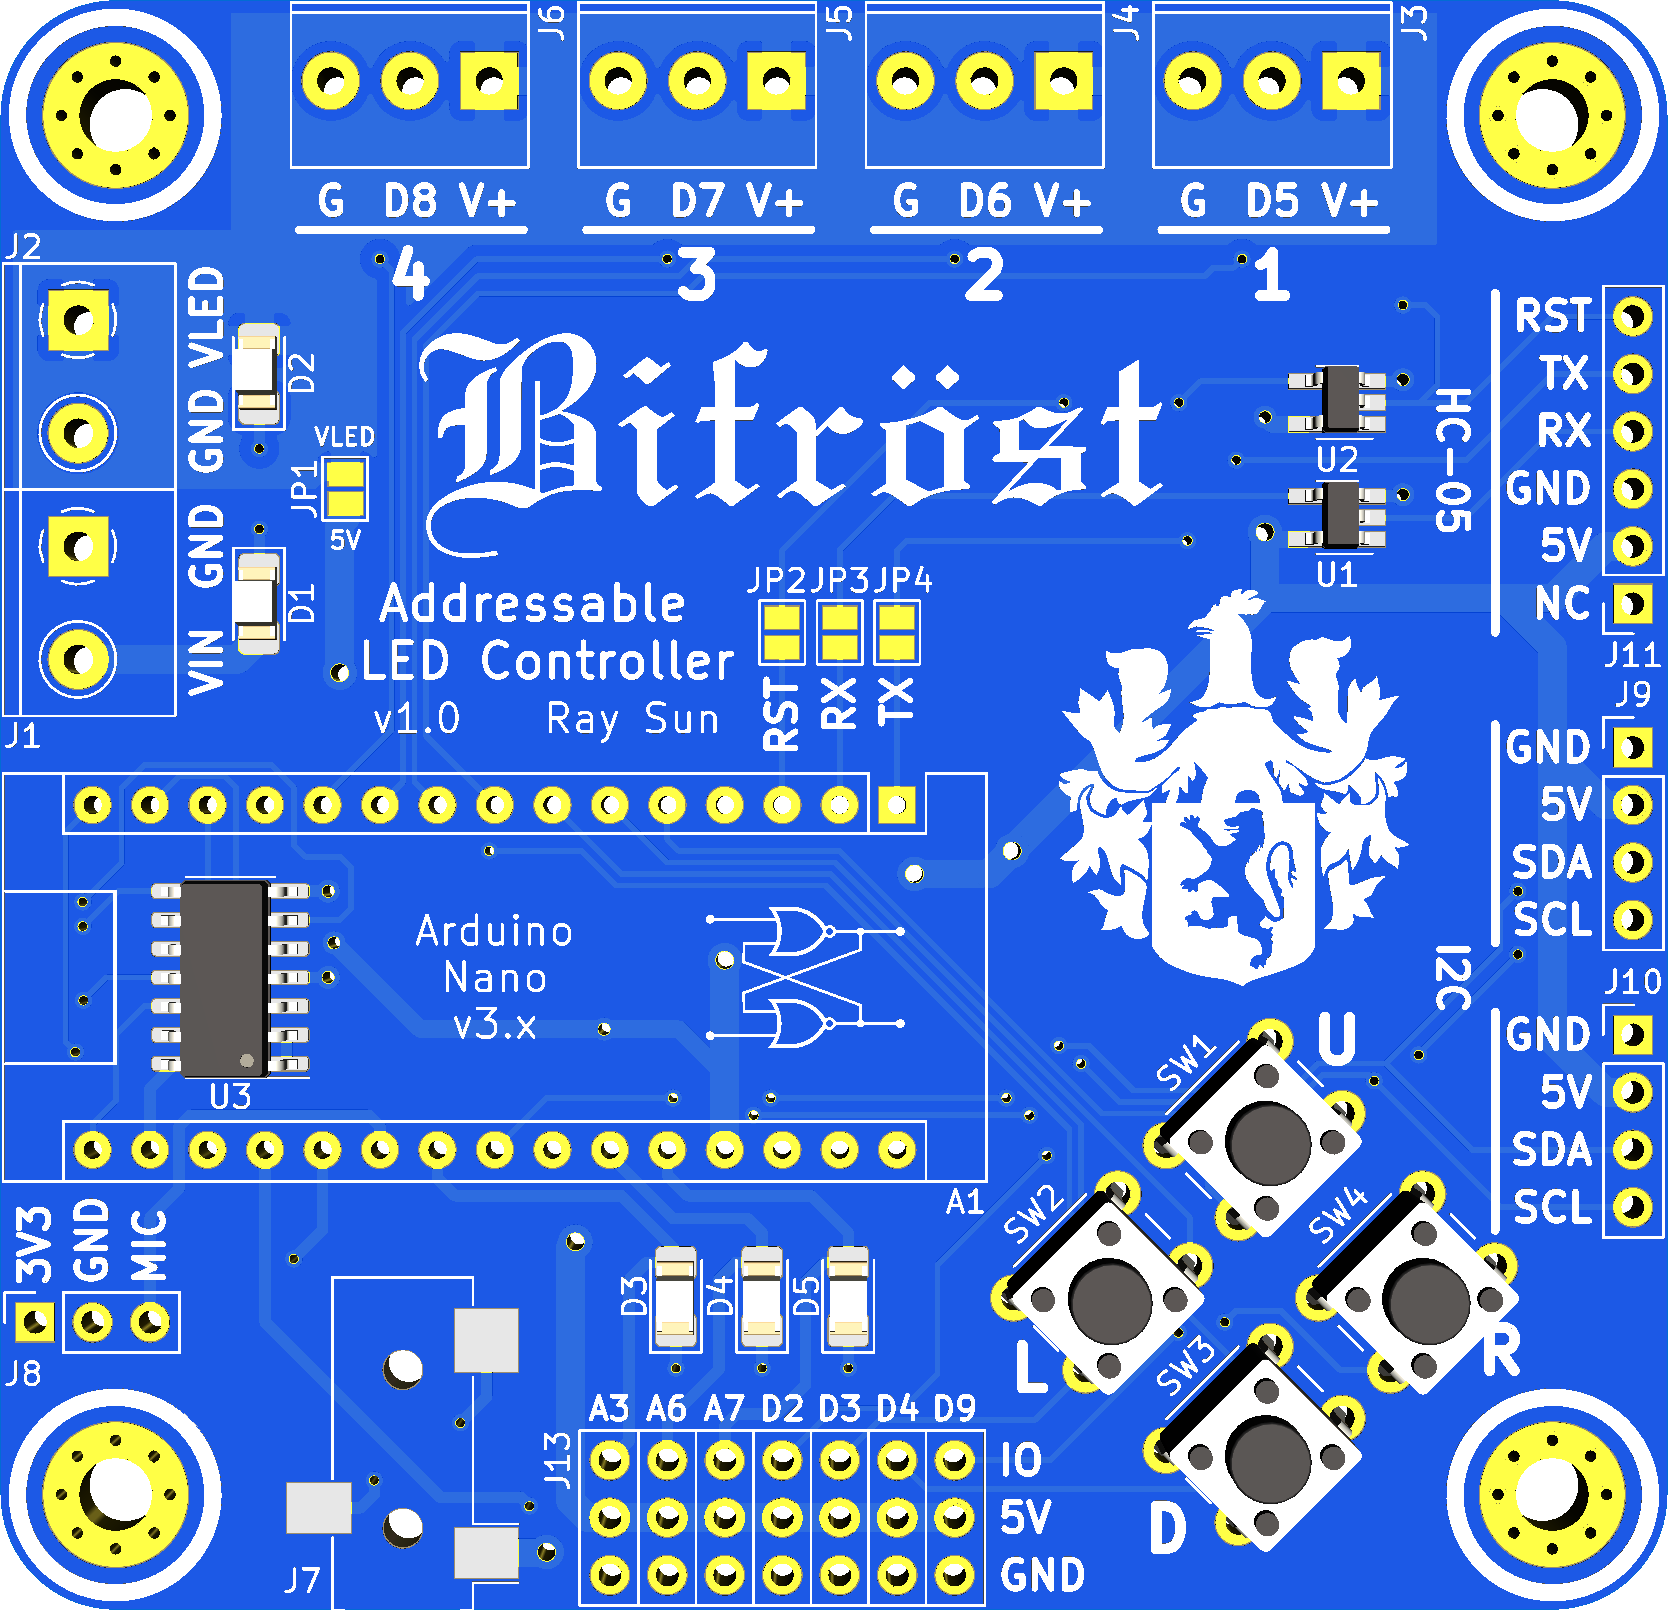 J6
J5
J4
J3
G D8 V+
G D7 V+
G D6 V+
G D5 V+
4
3
2
1
J2
GND VLED
D2
VLED
JP1
5V
VIN GND
D1
J1
Bifröst
Addressable
LED Controller
v1.0 Ray Sun
JP2 JP3 JP4
RST
RX
TX
U2
U1
HC-05
RST
TX
RX
GND
5V
NC
J11
J9
GND
5V
SDA
SCL
I2C
J10
GND
5V
SDA
SCL
Arduino
Nano
v3.x
U3
A1
3V3
GND
MIC
J8
J7
D3
D4
D5
A3 A6 A7 D2 D3 D4 D9
J13
IO
5V
GND
SW1
U
SW2
L
SW4
R
SW3
D